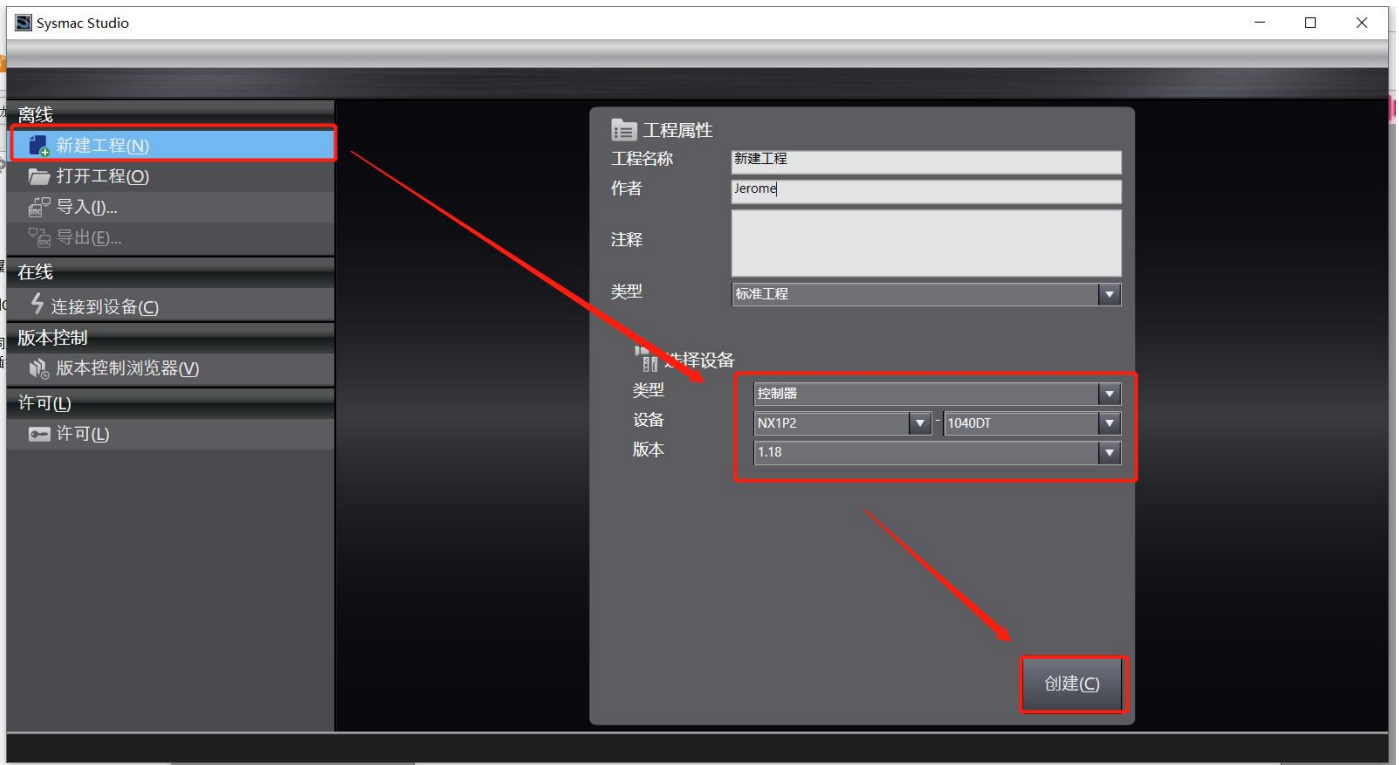 Sysmac Studio
离线
新建工程(N)
打开工程(O)
导入(I)...
导出(E)...
在线
连接到设备(C)
版本控制
版本控制浏览器(V)
许可(L)
许可(L)
工程属性
工程名称 新建工程
作者 Jerome
注释
类型 标准工程
选择设备
类型 控制器
设备 NX1P2 - 1040DT
版本 1.18
创建(C)